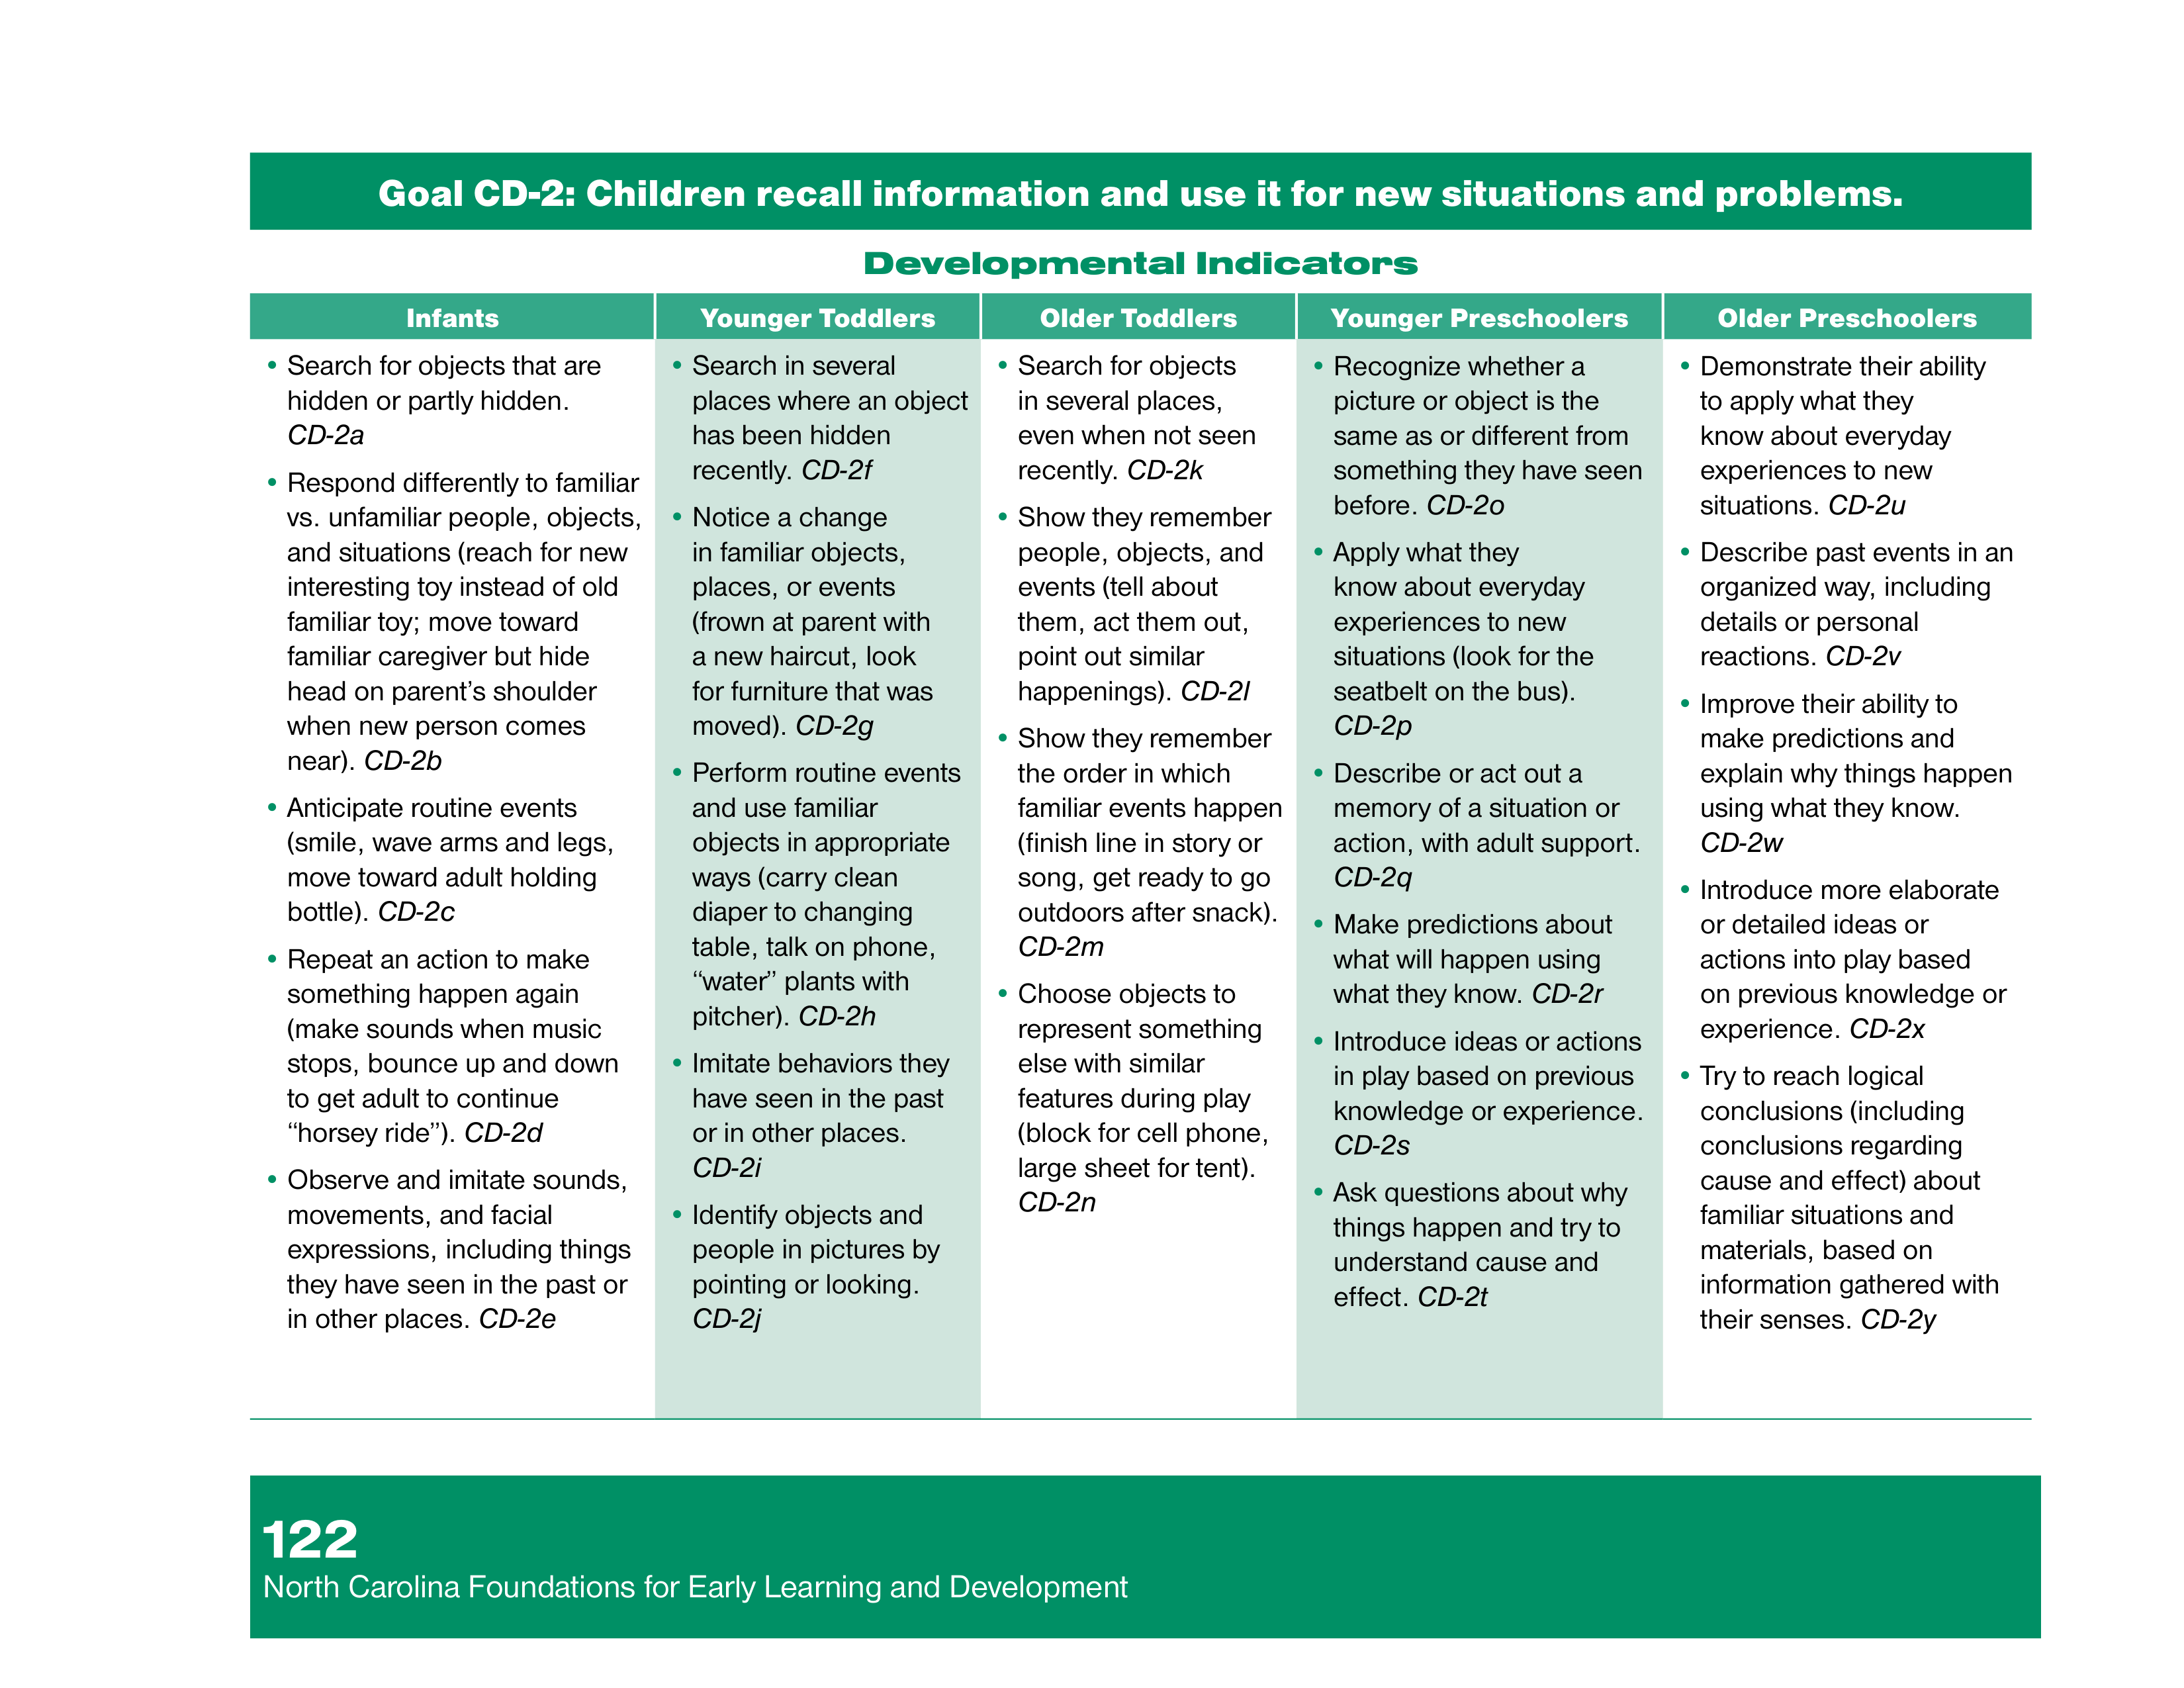 Goal CD-2: Children recall information and use it for new situations and problems.
Developmental Indicators
Infants
• Search for objects that are
hidden or partly hidden.
CD-2a
• Respond differently to familiar
vs. unfamiliar people, objects,
and situations (reach for new
interesting toy instead of old
familiar toy; move toward
familiar caregiver but hide
head on parent’s shoulder
when new person comes
near). CD-2b
• Anticipate routine events
(smile, wave arms and legs,
move toward adult holding
bottle). CD-2c
• Repeat an action to make
something happen again
(make sounds when music
stops, bounce up and down
to get adult to continue
“horsey ride”). CD-2d
• Observe and imitate sounds,
movements, and facial
expressions, including things
they have seen in the past or
in other places. CD-2e
Younger Toddlers
• Search in several
places where an object
has been hidden
recently. CD-2f
• Notice a change
in familiar objects,
places, or events
(frown at parent with
a new haircut, look
for furniture that was
moved). CD-2g
• Perform routine events
and use familiar
objects in appropriate
ways (carry clean
diaper to changing
table, talk on phone,
“water” plants with
pitcher). CD-2h
• Imitate behaviors they
have seen in the past
or in other places.
CD-2i
• Identify objects and
people in pictures by
pointing or looking.
CD-2j
Older Toddlers
• Search for objects
in several places,
even when not seen
recently. CD-2k
• Show they remember
people, objects, and
events (tell about
them, act them out,
point out similar
happenings). CD-2l
• Show they remember
the order in which
familiar events happen
(finish line in story or
song, get ready to go
outdoors after snack).
CD-2m
• Choose objects to
represent something
else with similar
features during play
(block for cell phone,
large sheet for tent).
CD-2n
Younger Preschoolers
• Recognize whether a
picture or object is the
same as or different from
something they have seen
before. CD-2o
• Apply what they
know about everyday
experiences to new
situations (look for the
seatbelt on the bus).
CD-2p
• Describe or act out a
memory of a situation or
action, with adult support.
CD-2q
• Make predictions about
what will happen using
what they know. CD-2r
• Introduce ideas or actions
in play based on previous
knowledge or experience.
CD-2s
• Ask questions about why
things happen and try to
understand cause and
effect. CD-2t
Older Preschoolers
• Demonstrate their ability
to apply what they
know about everyday
experiences to new
situations. CD-2u
• Describe past events in an
organized way, including
details or personal
reactions. CD-2v
• Improve their ability to
make predictions and
explain why things happen
using what they know.
CD-2w
• Introduce more elaborate
or detailed ideas or
actions into play based
on previous knowledge or
experience. CD-2x
• Try to reach logical
conclusions (including
conclusions regarding
cause and effect) about
familiar situations and
materials, based on
information gathered with
their senses. CD-2y
122
North Carolina Foundations for Early Learning and Development